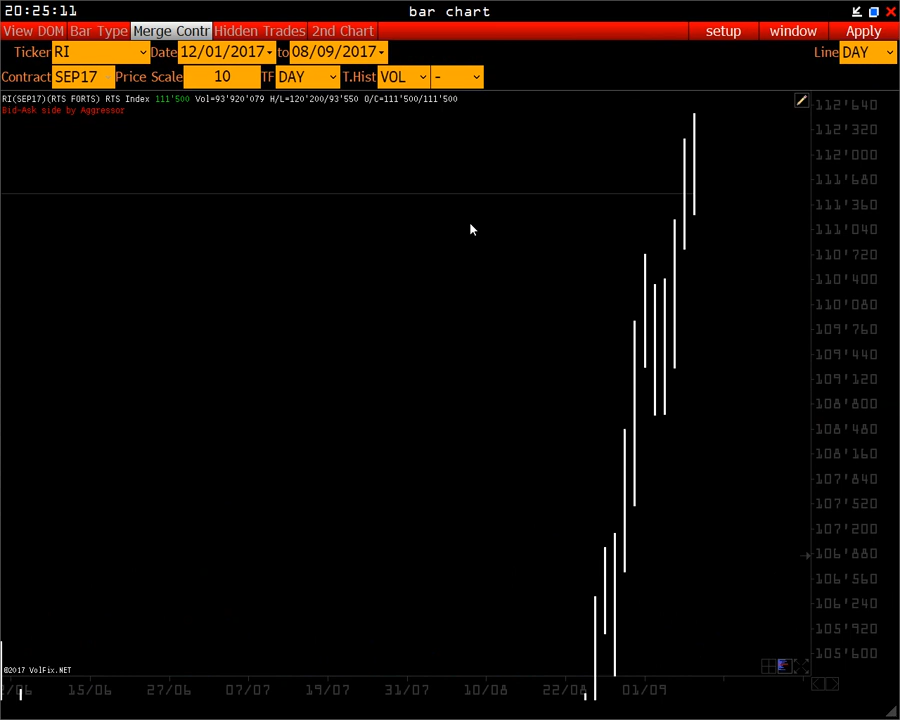 20:25:11 bar chart
View DOM Bar Type Merge Contr Hidden Trades 2nd Chart setup window Apply
Ticker RI Date 12/01/2017 to 08/09/2017 Line DAY
Contract SEP17 Price Scale 10 TF DAY T.Hist VOL -
RI(SEP17)(RTS FORTS) RTS Index 111'500 Vol=93'920'079 H/L=120'200/93'550 O/C=111'500/111'500
Bid-Ask side by Aggressor
112'640
112'320
112'000
111'680
111'360
111'040
110'720
110'400
110'080
109'760
109'440
109'120
108'800
108'480
108'160
107'840
107'520
107'200
106'880
106'560
106'240
105'920
105'600
©2017 VolFix.NET
/06 15/06 27/06 07/07 19/07 31/07 10/08 22/08 01/09